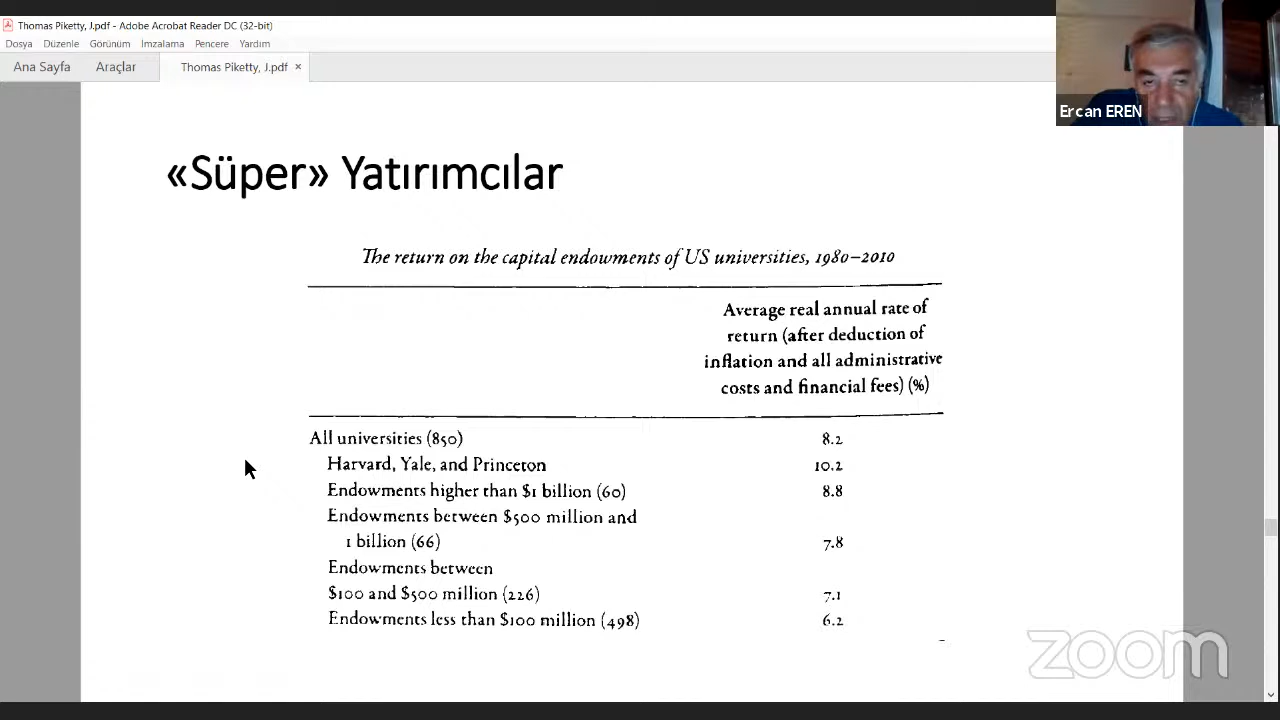 Thomas Piketty, J.pdf - Adobe Acrobat Reader DC (32-bit)
Dosya Düzenle Görünüm İmzalama Pencere Yardım
Ana Sayfa Araçlar Thomas Piketty, J.pdf ×
Ercan EREN
«Süper» Yatırımcılar
The return on the capital endowments of US universities, 1980–2010
Average real annual rate of
return (after deduction of
inflation and all administrative
costs and financial fees) (%)
All universities (850) 8.2
Harvard, Yale, and Princeton 10.2
Endowments higher than $1 billion (60) 8.8
Endowments between $500 million and
1 billion (66) 7.8
Endowments between
$100 and $500 million (226) 7.1
Endowments less than $100 million (498) 6.2
zoom